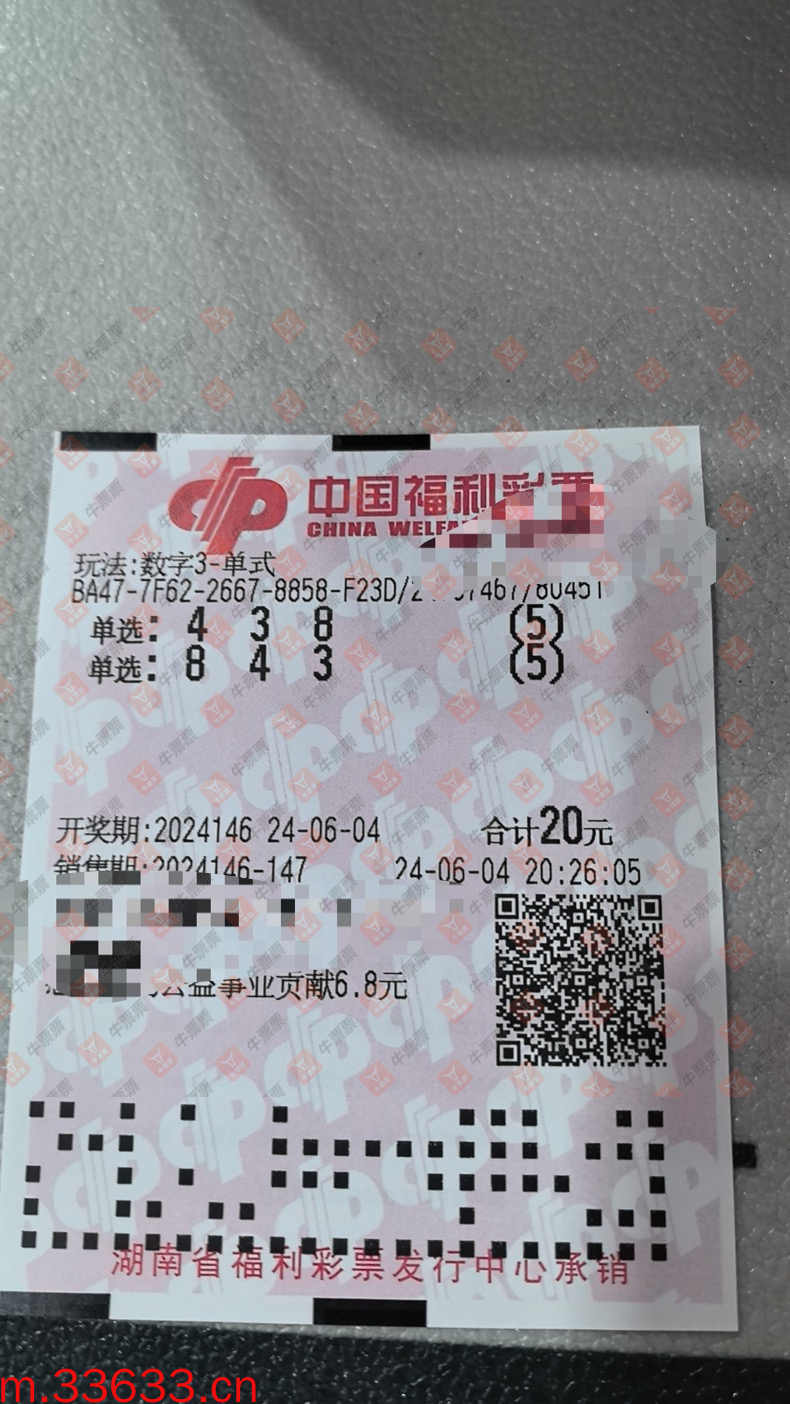 中国福利彩票
CHINA
玩法:数字3-单式
BA47-7F62-2667-8858-F23D/
单选: 4 3 8 (5)
单选: 8 4 3 (5)
开奖期:2024146 24-06-04 合计20元
销售期:2024146-147 24-06-04 20:26:05
公益事业贡献6.8元
湖南省福利彩票发行中心承销
m.33633.cn
牛票票